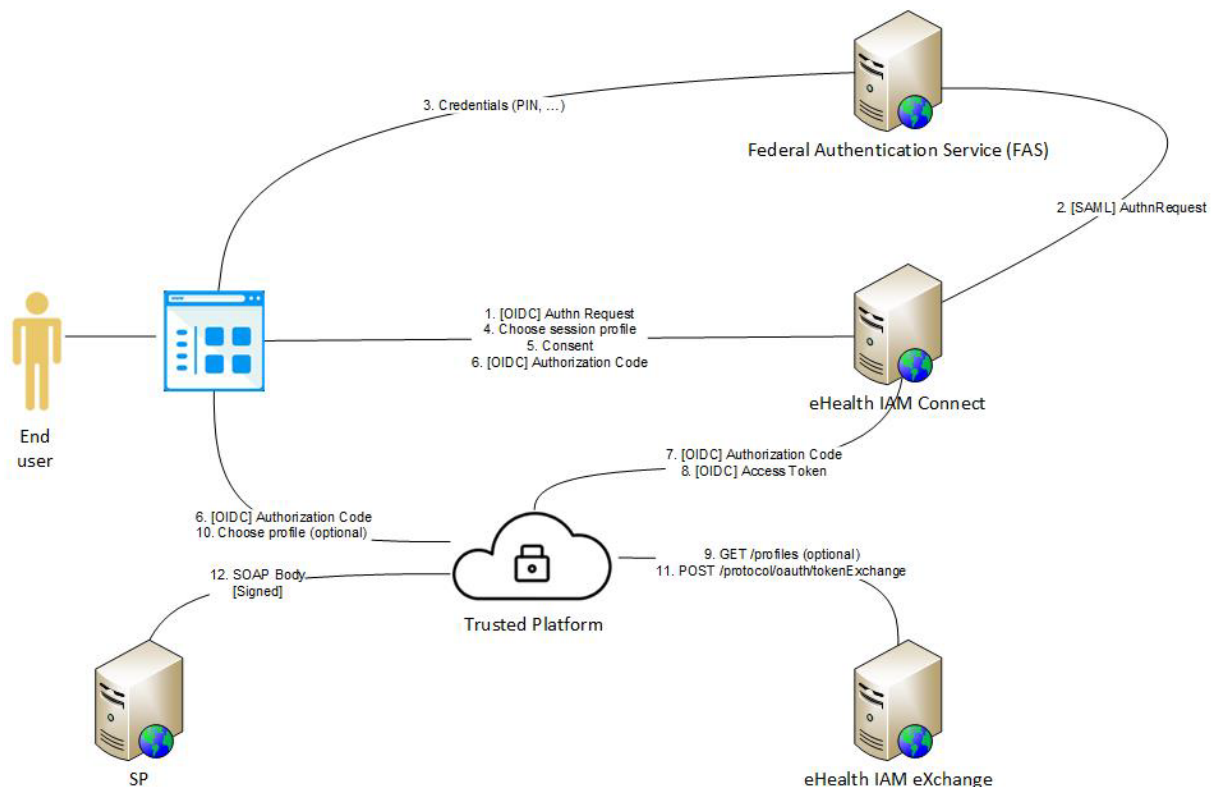 3. Credentials (PIN, ...)
Federal Authentication Service (FAS)
2. [SAML] AuthnRequest
1. [OIDC] Authn Request
4. Choose session profile
5. Consent
6. [OIDC] Authorization Code
eHealth IAM Connect
End
user
7. [OIDC] Authorization Code
8. [OIDC] Access Token
6. [OIDC] Authorization Code
10. Choose profile (optional)
9. GET /profiles (optional)
11. POST /protocol/oauth/tokenExchange
12. SOAP Body
[Signed]
Trusted Platform
SP
eHealth IAM eXchange